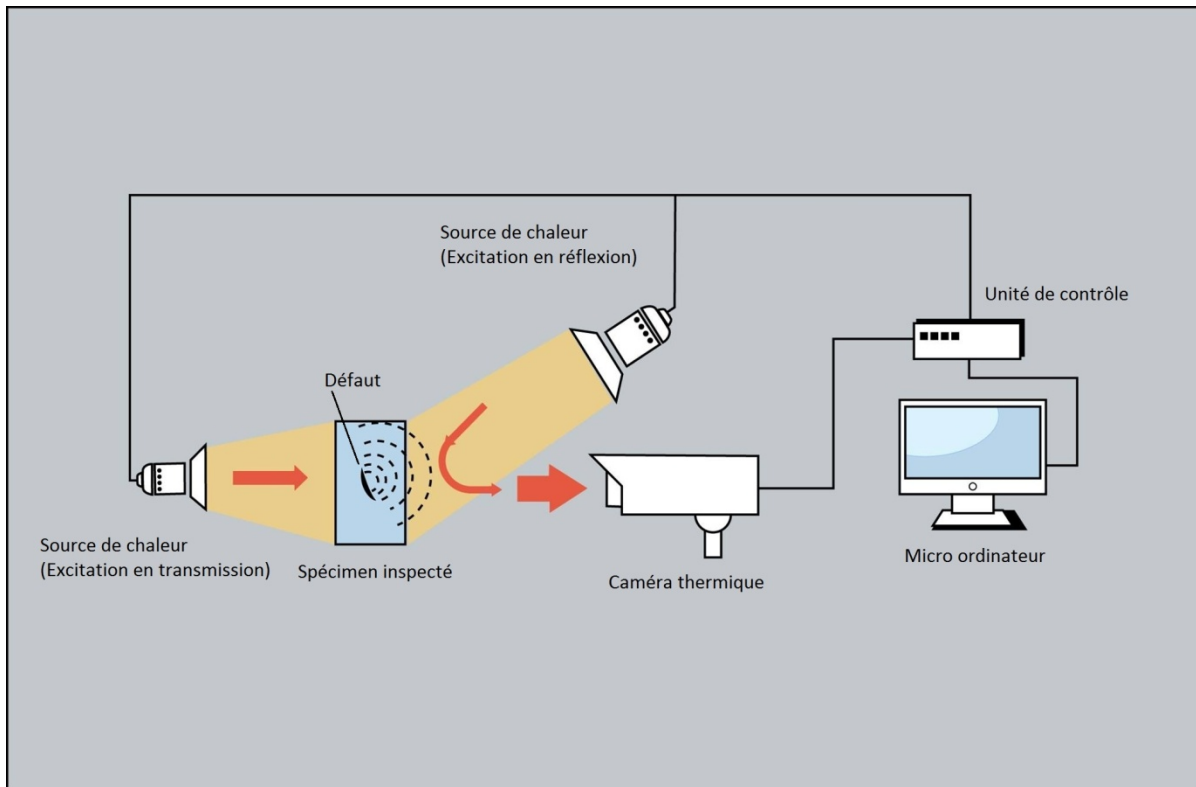 Source de chaleur
(Excitation en réflexion)
Unité de contrôle
Défaut
Source de chaleur
(Excitation en transmission)
Spécimen inspecté
Caméra thermique
Micro ordinateur